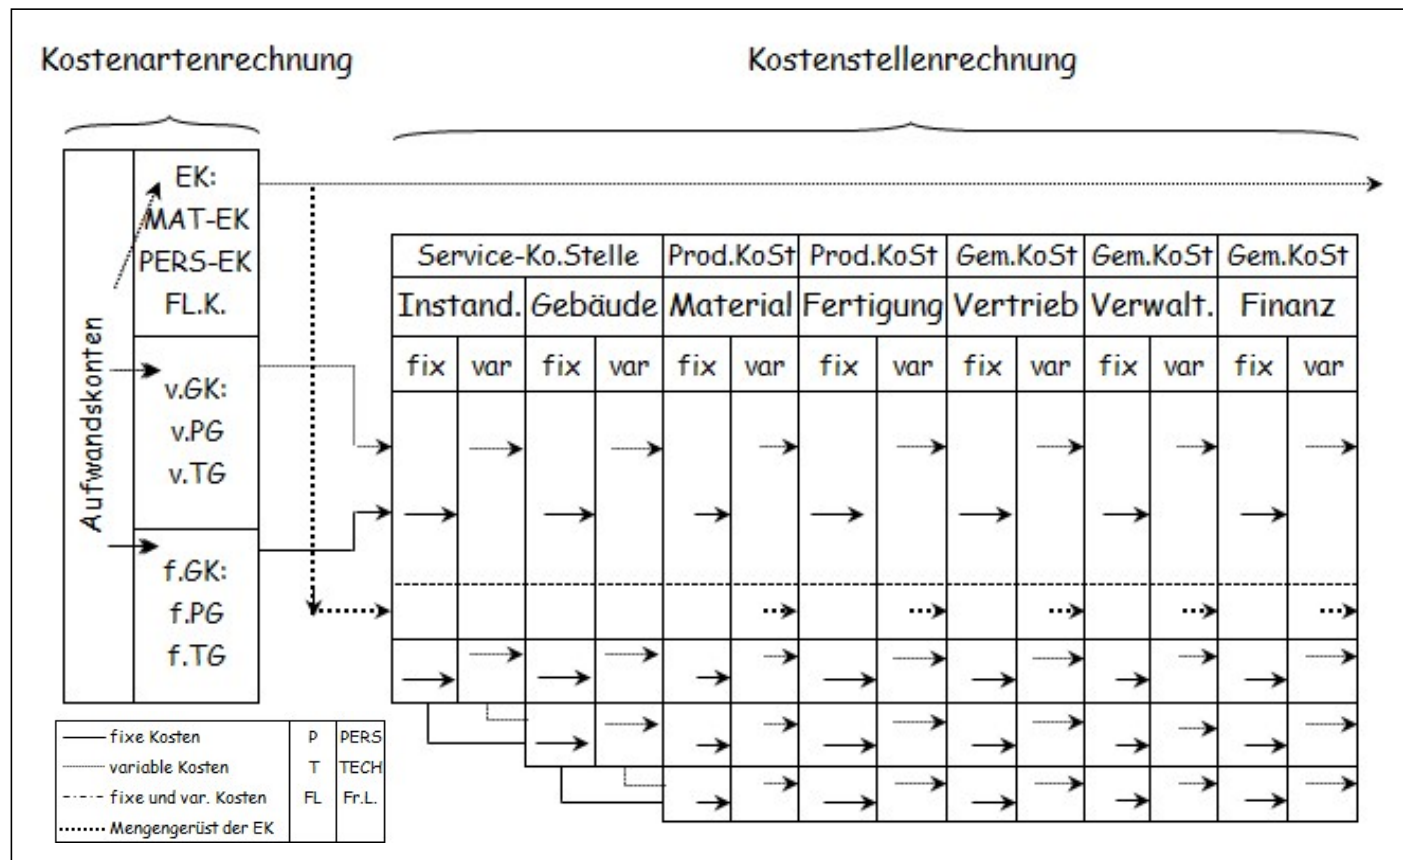 Kostenartenrechnung
Kostenstellenrechnung
Aufwandskonten
EK:
MAT-EK
PERS-EK
FL.K.
v.GK:
v.PG
v.TG
f.GK:
f.PG
f.TG
Service-Ko.Stelle Prod.KoSt Prod.KoSt Gem.KoSt Gem.KoSt Gem.KoSt
Instand. Gebäude Material Fertigung Vertrieb Verwalt. Finanz
fix var fix var fix var fix var fix var fix var fix var
fixe Kosten P PERS
variable Kosten T TECH
fixe und var. Kosten FL Fr.L.
Mengengerüst der EK